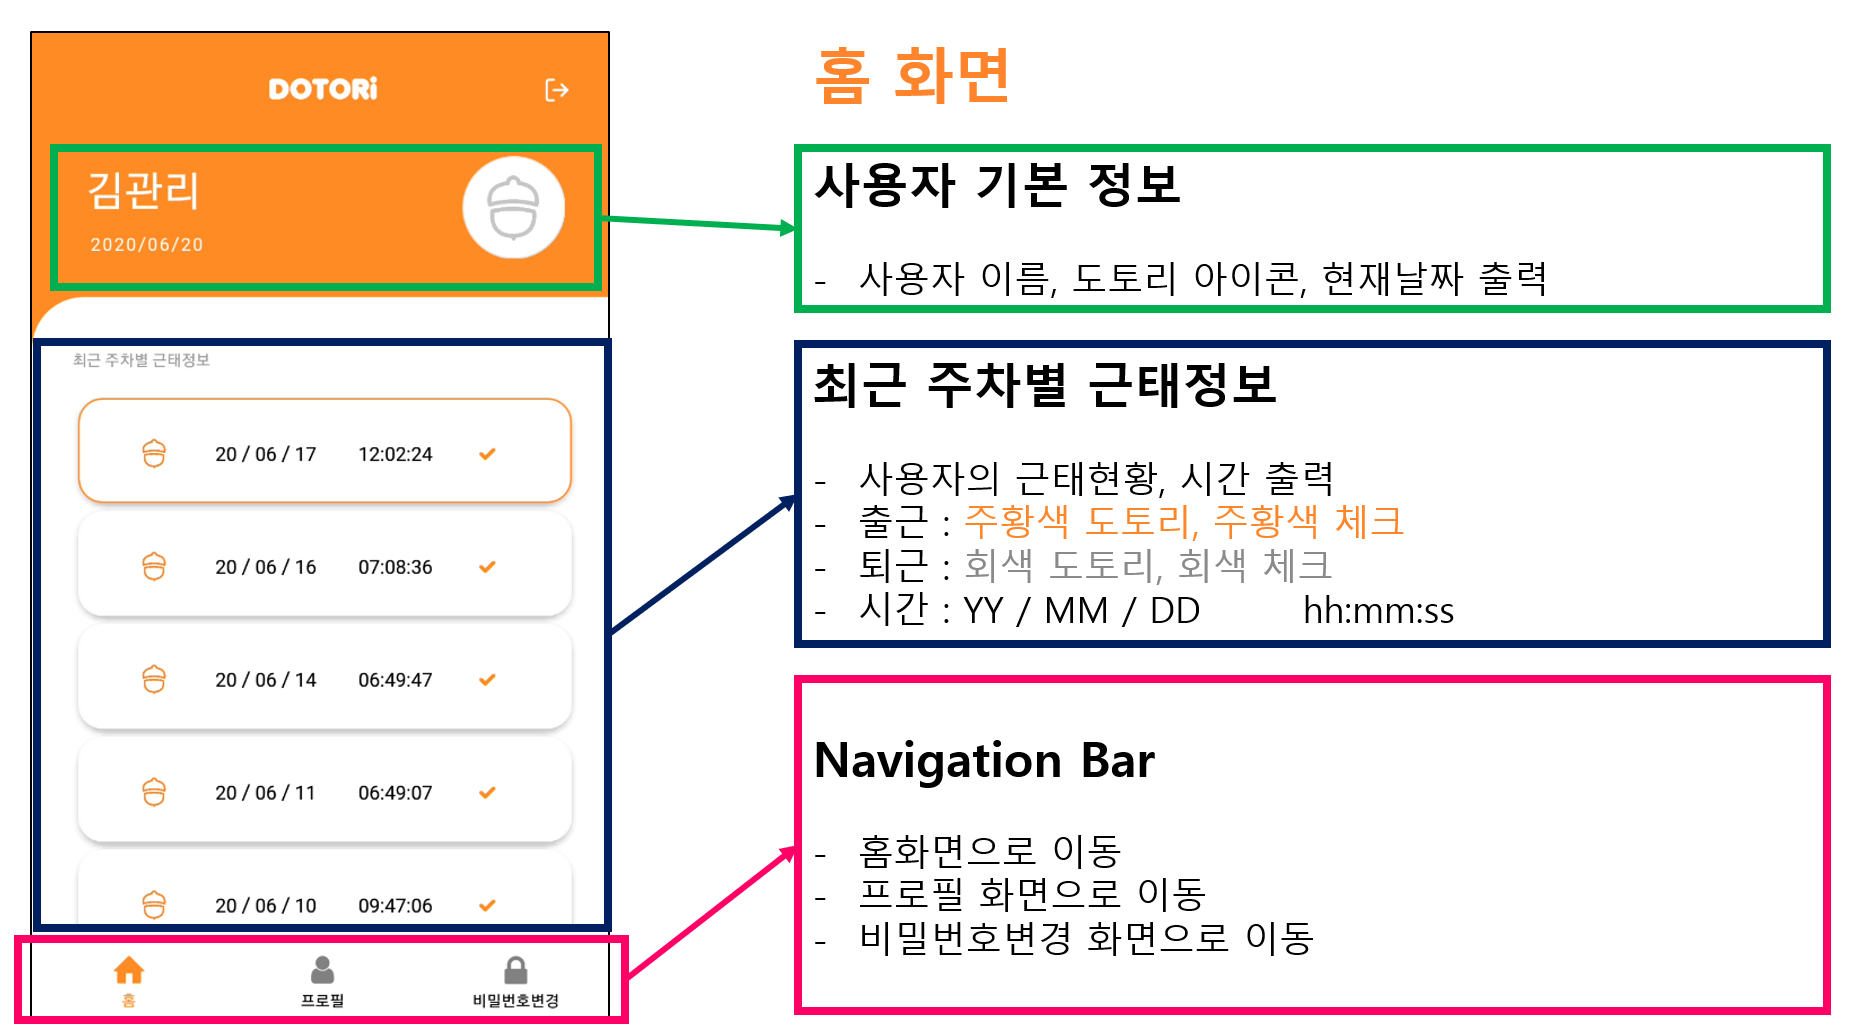 DOTORi
김관리
2020/06/20
최근 주차별 근태정보
20 / 06 / 17 12:02:24
20 / 06 / 16 07:08:36
20 / 06 / 14 06:49:47
20 / 06 / 11 06:49:07
20 / 06 / 10 09:47:06
홈 프로필 비밀번호변경
홈 화면
사용자 기본 정보
- 사용자 이름, 도토리 아이콘, 현재날짜 출력
최근 주차별 근태정보
- 사용자의 근태현황, 시간 출력
- 출근 : 주황색 도토리, 주황색 체크
- 퇴근 : 회색 도토리, 회색 체크
- 시간 : YY / MM / DD hh:mm:ss
Navigation Bar
- 홈화면으로 이동
- 프로필 화면으로 이동
- 비밀번호변경 화면으로 이동